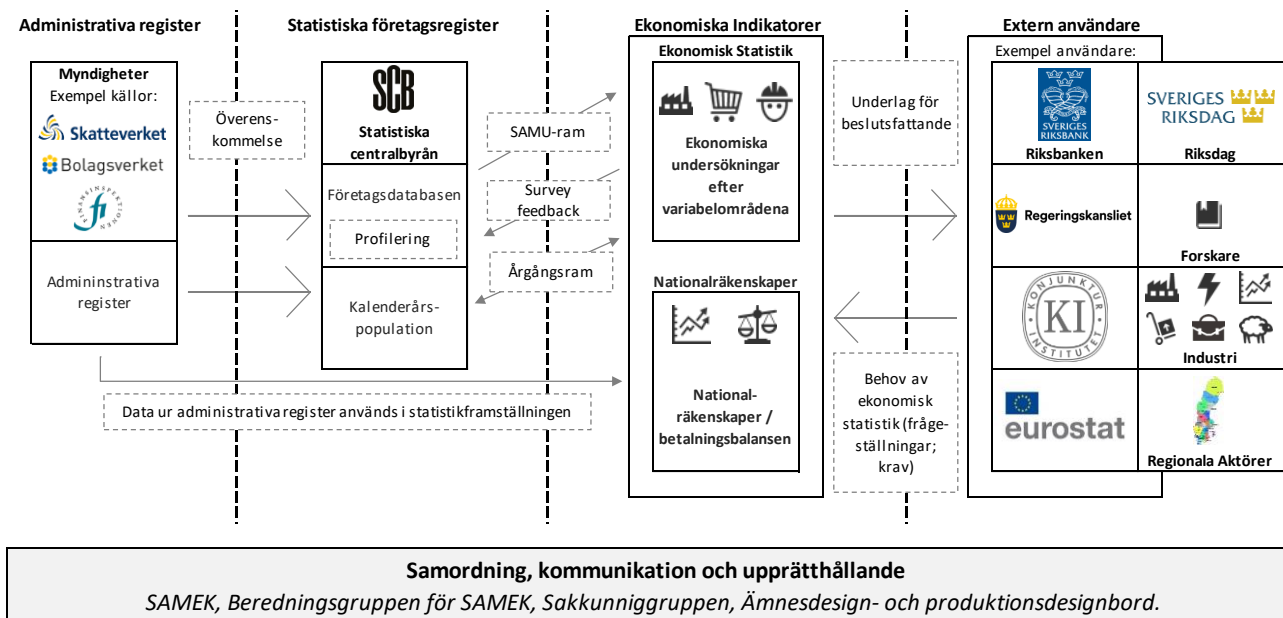 Administrativa register
Statistiska företagsregister
Ekonomiska Indikatorer
Extern användare
Myndigheter
Exempel källor:
Skatteverket
Bolagsverket
FINANSINSPEKTIONEN
fi
Admininstrativa
register
Överens-
kommelse
SCB
Statistiska
centralbyrån
Företagsdatabasen
Profilering
Kalenderårs-
population
SAMU-ram
Survey
feedback
Årgångsram
Data ur administrativa register används i statistikframställningen
Ekonomisk Statistik
Ekonomiska
undersökningar
efter
variabelområdena
Nationalräkenskaper
National-
räkenskaper /
betalningsbalansen
Underlag för
beslutsfattande
Behov av
ekonomisk
statistik (fråge-
ställningar;
krav)
Exempel användare:
SVERIGES
RIKSBANK
Riksbanken
SVERIGES
RIKSDAG
Riksdag
Regeringskansliet
Forskare
KONJUNKTUR
KI
INSTITUTET
Industri
eurostat
Regionala Aktörer
Samordning, kommunikation och upprätthållande
SAMEK, Beredningsgruppen för SAMEK, Sakkunniggruppen, Ämnesdesign- och produktionsdesignbord.